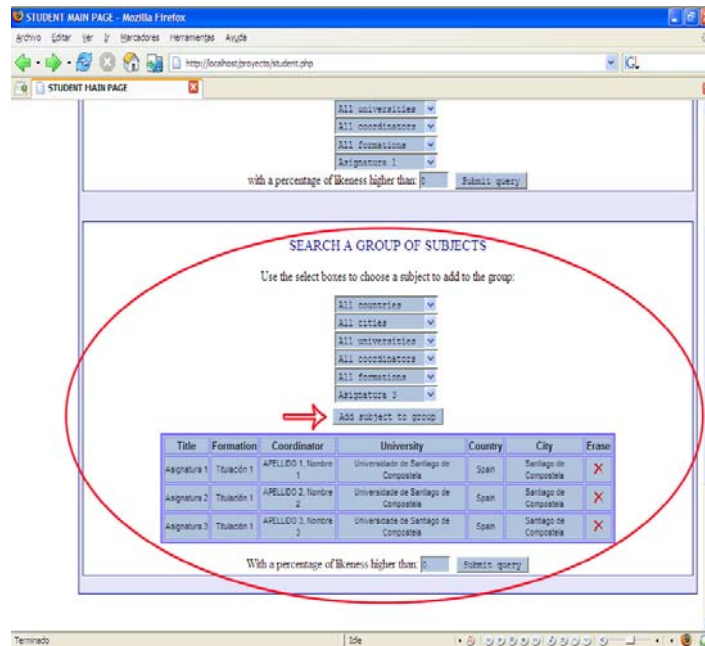 STUDENT MAIN PAGE - Mozilla Firefox
Archivo Editar Ver Ir Marcadores Herramientas Ayuda
http://localhost/proyecto/student.php
STUDENT MAIN PAGE
All universities
All coordinators
All formations
Asignatura 1
with a percentage of likeness higher than: 0 Submit query
SEARCH A GROUP OF SUBJECTS
Use the select boxes to choose a subject to add to the group:
All countries
All cities
All universities
All coordinators
All formations
Asignatura 3
Add subject to group
Title Formation Coordinator University Country City Erase
Asignatura 1 Titulación 1 APELLIDO 1, Nombre 1 Universidade de Santiago de Compostela Spain Santiago de Compostela
Asignatura 2 Titulación 1 APELLIDO 2, Nombre 2 Universidade de Santiago de Compostela Spain Santiago de Compostela
Asignatura 3 Titulación 1 APELLIDO 3, Nombre 3 Universidade de Santiago de Compostela Spain Santiago de Compostela
With a percentage of likeness higher than: 0 Submit query
Terminado Idle